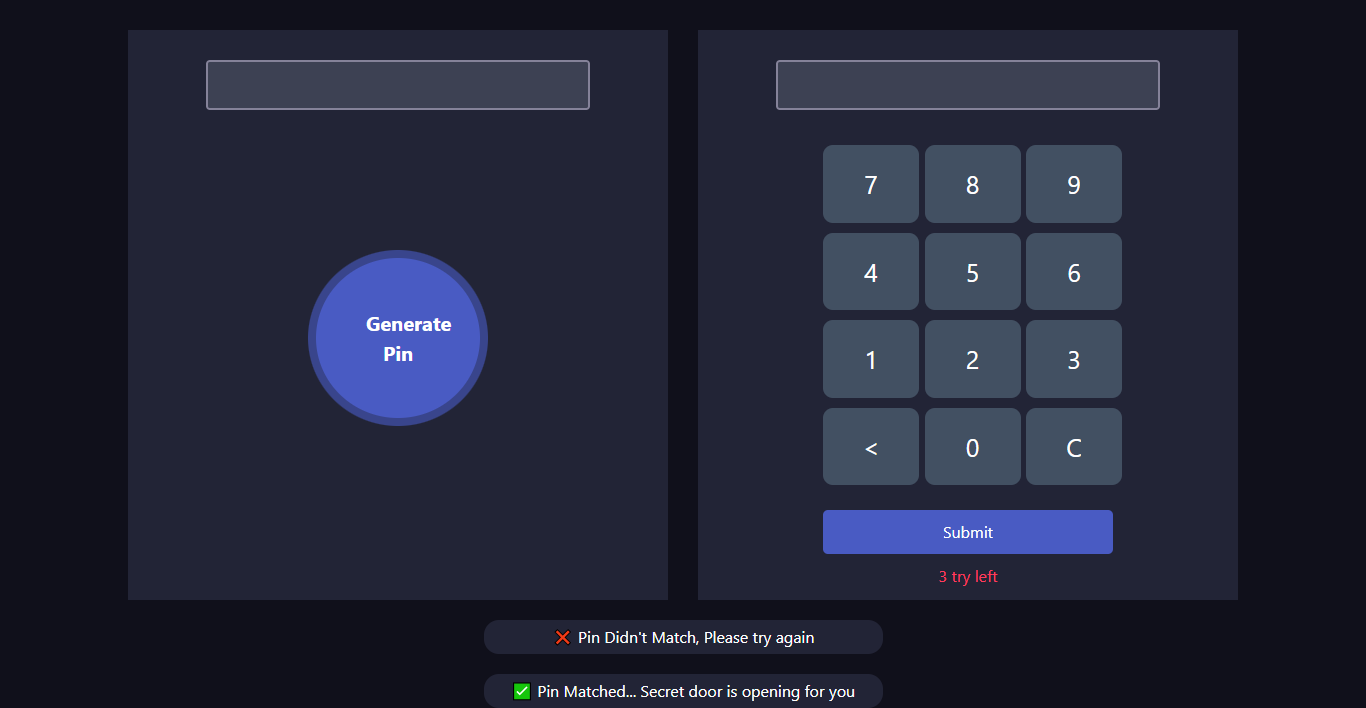 Generate
Pin
7 8 9
4 5 6
1 2 3
< 0 C
Submit
3 try left
❌ Pin Didn't Match, Please try again
✅ Pin Matched... Secret door is opening for you